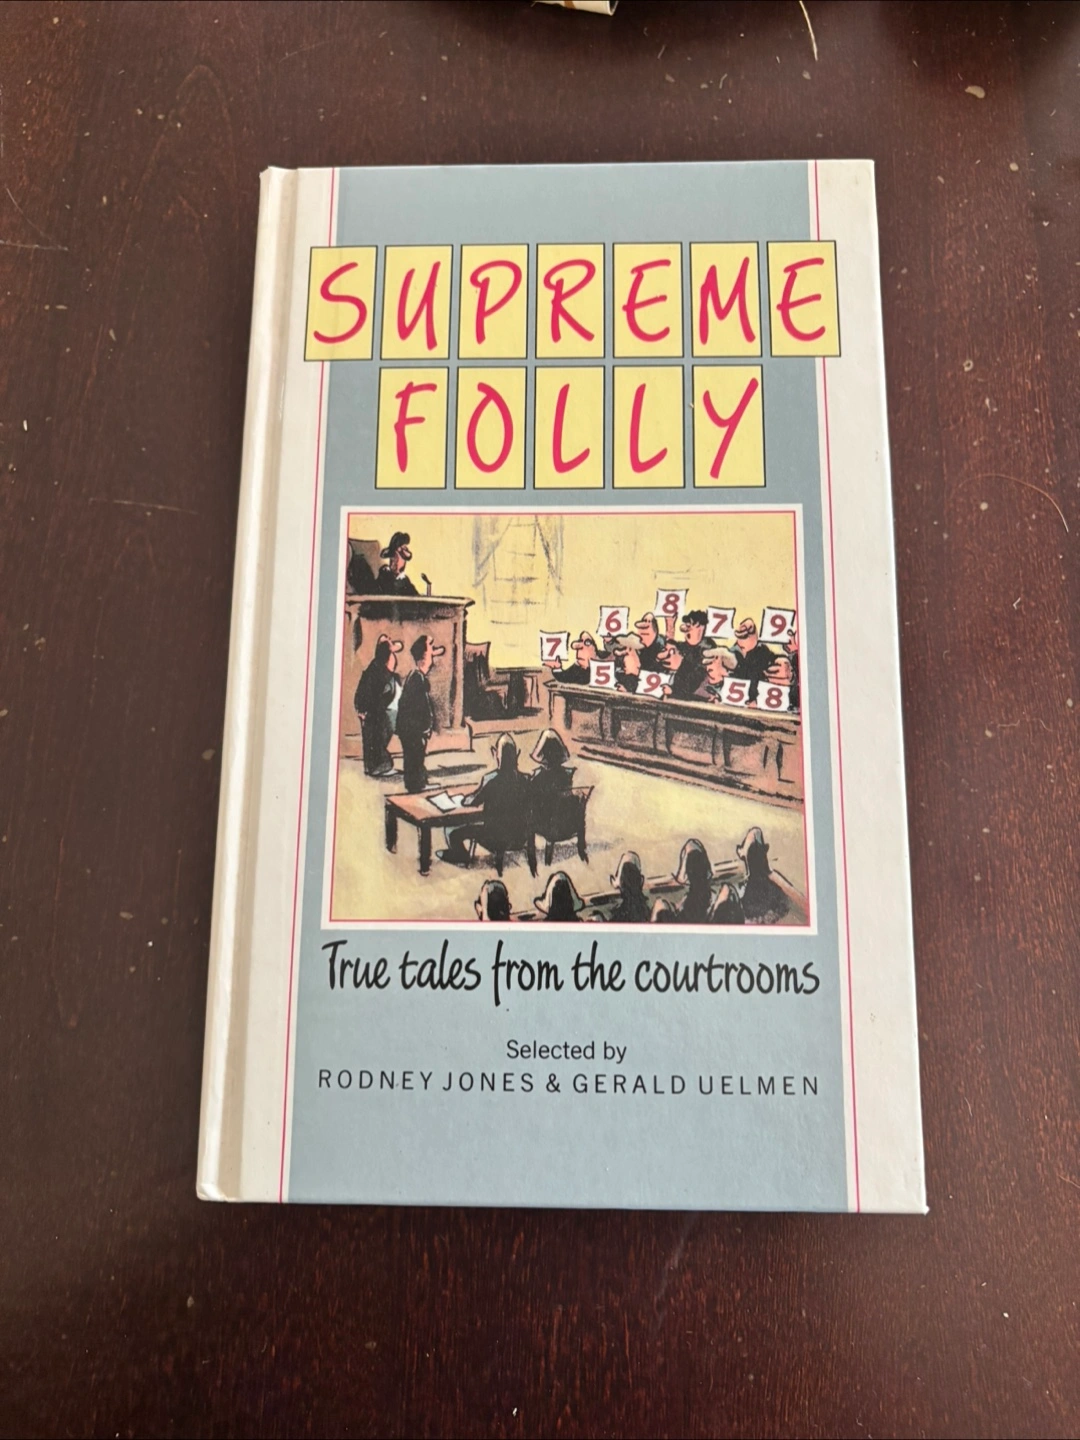 SUPREME
FOLLY
6 8 7 9
7 5 9 5 8
True tales from the courtrooms
Selected by
RODNEY JONES & GERALD UELMEN